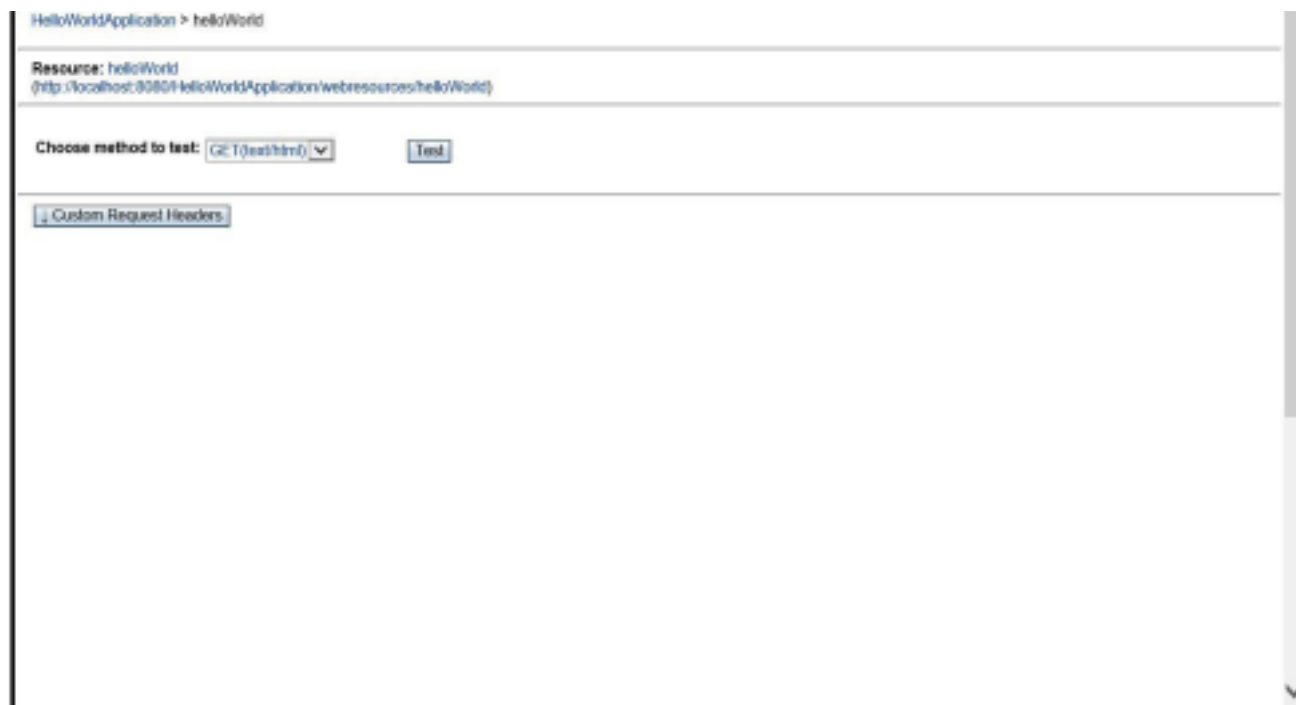 HelloWorldApplication > helloWorld
Resource: helloWorld
(http://localhost:8080/HelloWorldApplication/webresources/helloWorld)
Choose method to test: GET(text/html) Test
↓ Custom Request Headers